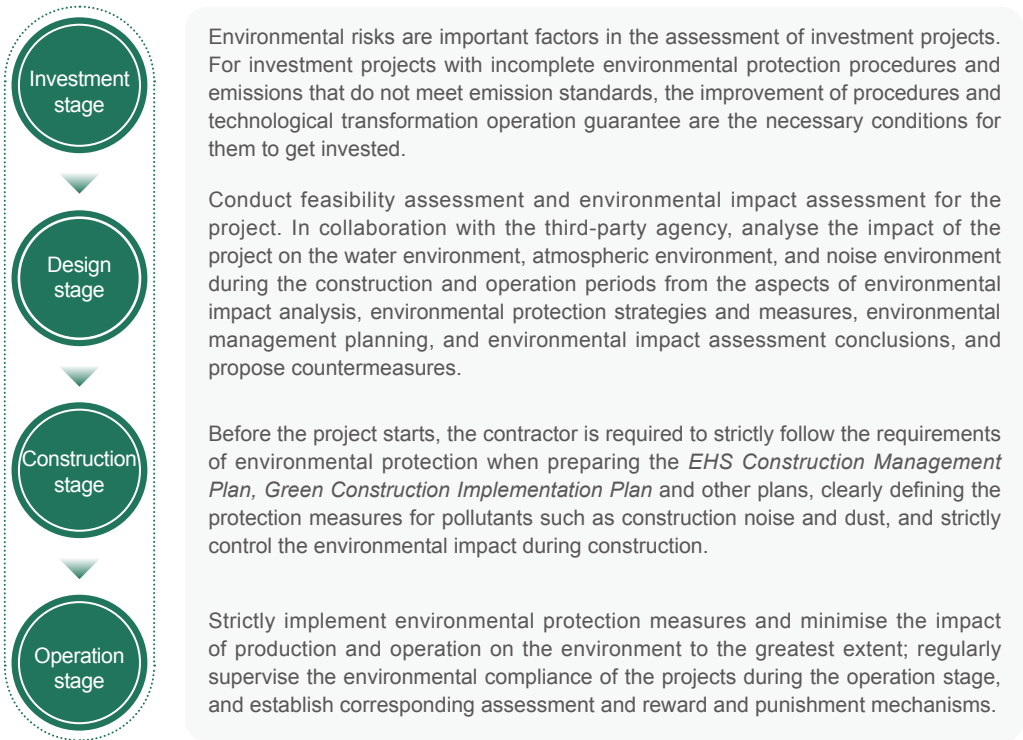 Investment
stage
Environmental risks are important factors in the assessment of investment projects.
For investment projects with incomplete environmental protection procedures and
emissions that do not meet emission standards, the improvement of procedures and
technological transformation operation guarantee are the necessary conditions for
them to get invested.
Design
stage
Conduct feasibility assessment and environmental impact assessment for the
project. In collaboration with the third-party agency, analyse the impact of the
project on the water environment, atmospheric environment, and noise environment
during the construction and operation periods from the aspects of environmental
impact analysis, environmental protection strategies and measures, environmental
management planning, and environmental impact assessment conclusions, and
propose countermeasures.
Construction
stage
Before the project starts, the contractor is required to strictly follow the requirements
of environmental protection when preparing the EHS Construction Management
Plan, Green Construction Implementation Plan and other plans, clearly defining the
protection measures for pollutants such as construction noise and dust, and strictly
control the environmental impact during construction.
Operation
stage
Strictly implement environmental protection measures and minimise the impact
of production and operation on the environment to the greatest extent; regularly
supervise the environmental compliance of the projects during the operation stage,
and establish corresponding assessment and reward and punishment mechanisms.